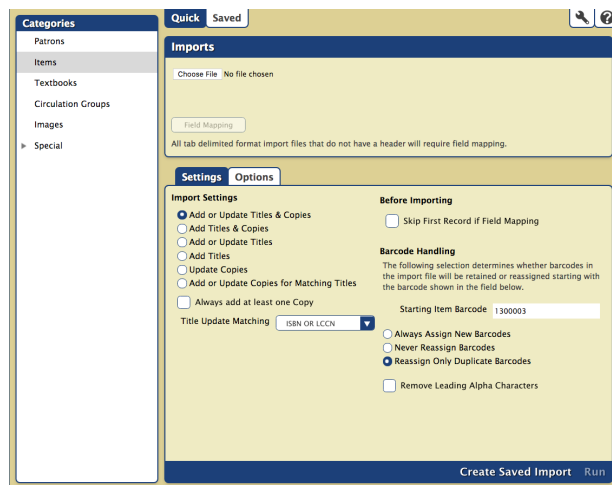 Categories
Patrons
Items
Textbooks
Circulation Groups
Images
Special
Quick Saved
Imports
Choose File No file chosen
Field Mapping
All tab delimited format import files that do not have a header will require field mapping.
Settings Options
Import Settings
Add or Update Titles & Copies
Add Titles & Copies
Add or Update Titles
Add Titles
Update Copies
Add or Update Copies for Matching Titles
Always add at least one Copy
Title Update Matching ISBN OR LCCN
Before Importing
Skip First Record if Field Mapping
Barcode Handling
The following selection determines whether barcodes in
the import file will be retained or reassigned starting with
the barcode shown in the field below.
Starting Item Barcode 1300003
Always Assign New Barcodes
Never Reassign Barcodes
Reassign Only Duplicate Barcodes
Remove Leading Alpha Characters
Create Saved Import Run